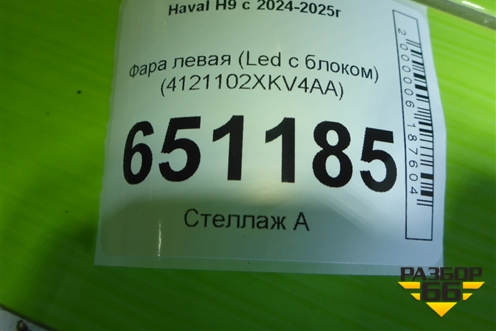 Haval H9 с 2024-2025г
Фара левая (Led с блоком)
(4121102XKV4AA)
651185
Стеллаж А
2000006187604
РАЗБОР
66